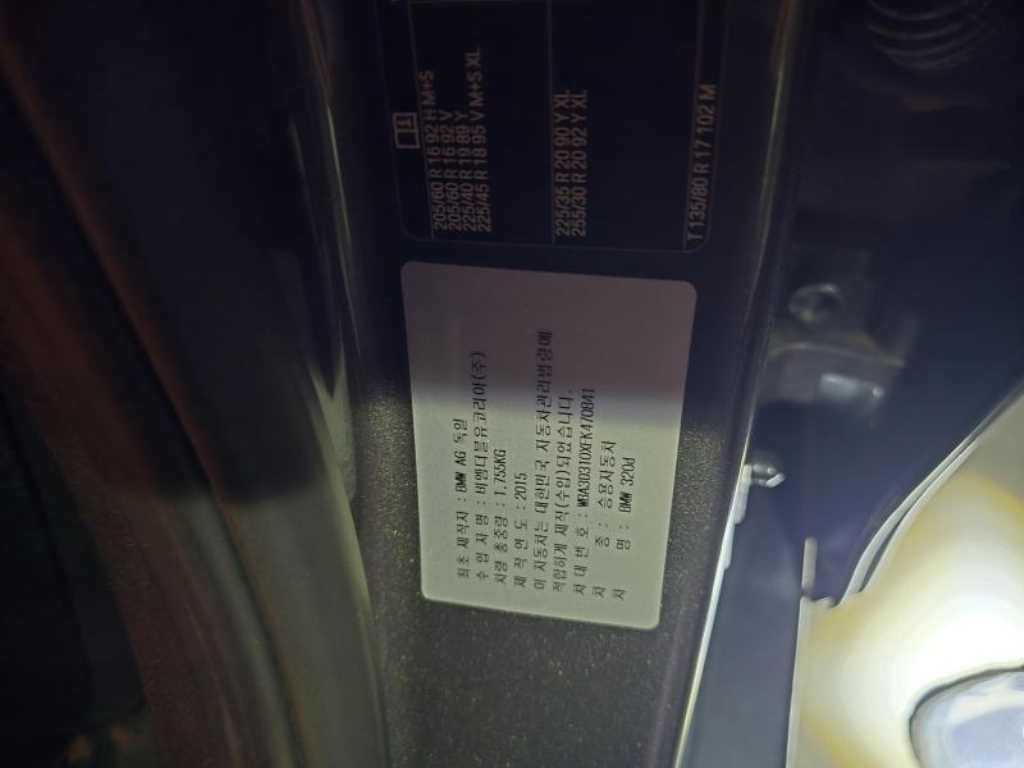 205/60 R 16 92 H M+S
205/60 R 16 92 V
225/40 R 19 89 Y
225/45 R 18 95 V M+S XL
225/35 R 20 90 Y XL
255/30 R 20 92 Y XL
T 135/80 R 17 102 M
최초 제작자 : BMW AG 독일
수 입 자 명 : 비엠더블유코리아(주)
차량 총중량 : 1,755KG
제 작 연 도 : 2015
이 자동차는 대한민국 자동차관리법령에
적합하게 제작(수입)되었습니다.
차 대 번 호 : WBA3D310XFK470841
차 종 : 승용자동차
차 명 : BMW 320d